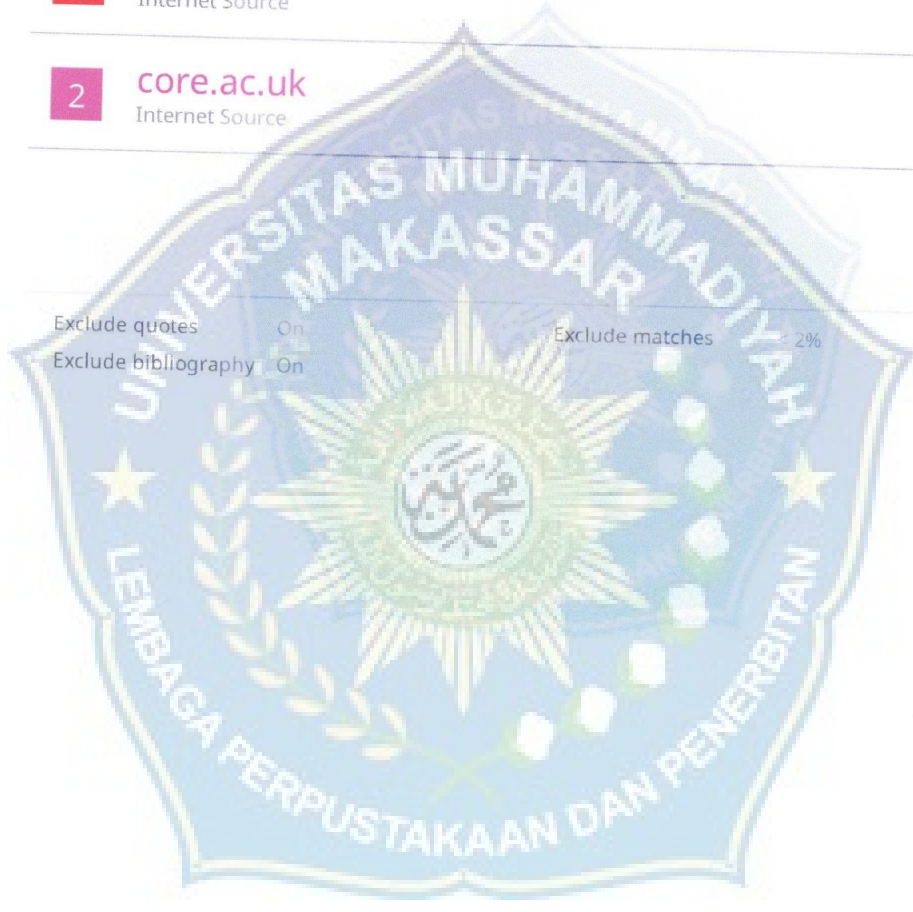 Internet Source
2 core.ac.uk
Internet Source
UNIVERSITAS MUHAMMADIYAH
MAKASSAR
Exclude quotes On Exclude matches 2%
Exclude bibliography On
محمدية
LEMBAGA PERPUSTAKAAN DAN PENERBITAN